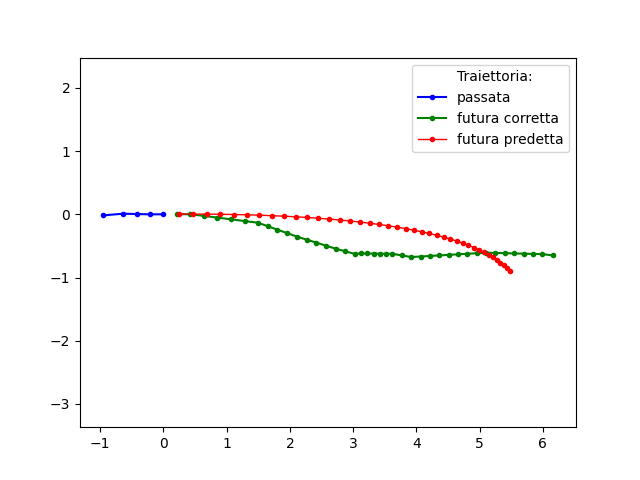 Traiettoria:
passata
futura corretta
futura predetta
2
1
0
−1
−2
−3
−1 0 1 2 3 4 5 6